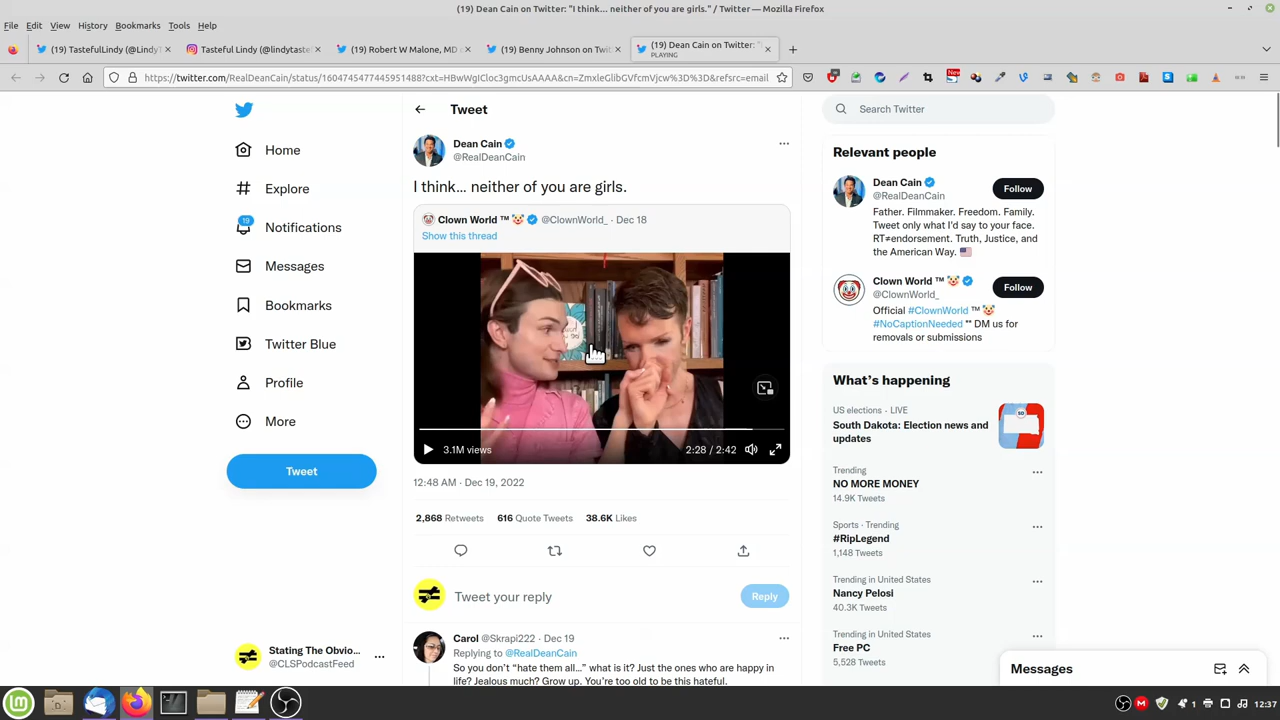 (19) Dean Cain on Twitter: "I think... neither of you are girls." / Twitter — Mozilla Firefox
File Edit View History Bookmarks Tools Help
(19) TastefulLindy (@LindyT
Tasteful Lindy (@lindytaste
(19) Robert W Malone, MD
(19) Benny Johnson on Twit
(19) Dean Cain on Twitter: "
PLAYING
https://twitter.com/RealDeanCain/status/1604745477445951488?cxt=HBwWgICloc3gmcUsAAAA&cn=ZmxleGlibGVfcmVjcw%3D%3D&refsrc=email
New
Home
Explore
19
Notifications
Messages
Bookmarks
Twitter Blue
Profile
More
Tweet
Stating The Obvio...
@CLSPodcastFeed
Tweet
Dean Cain
@RealDeanCain
I think... neither of you are girls.
Clown World ™ 🤡 @ClownWorld_ · Dec 18
Show this thread
3.1M views
2:28 / 2:42
12:48 AM · Dec 19, 2022
2,868 Retweets 616 Quote Tweets 38.6K Likes
Tweet your reply
Reply
Carol @Skrapi222 · Dec 19
Replying to @RealDeanCain
So you don't "hate them all..." what is it? Just the ones who are happy in
life? Jealous much? Grow up. You're too old to be this hateful.
Search Twitter
Relevant people
Dean Cain
@RealDeanCain
Follow
Father. Filmmaker. Freedom. Family.
Tweet only what I'd say to your face.
RT≠endorsement. Truth, Justice, and
the American Way. 🇺🇸
Clown World ™ 🤡
@ClownWorld_
Follow
Official #ClownWorld ™ 🤡
#NoCaptionNeeded "" DM us for
removals or submissions
What's happening
US elections · LIVE
South Dakota: Election news and
updates
Trending
NO MORE MONEY
14.9K Tweets
Sports · Trending
#RipLegend
1,148 Tweets
Trending in United States
Nancy Pelosi
40.3K Tweets
Trending in United States
Free PC
5,528 Tweets
Messages
1
12:37